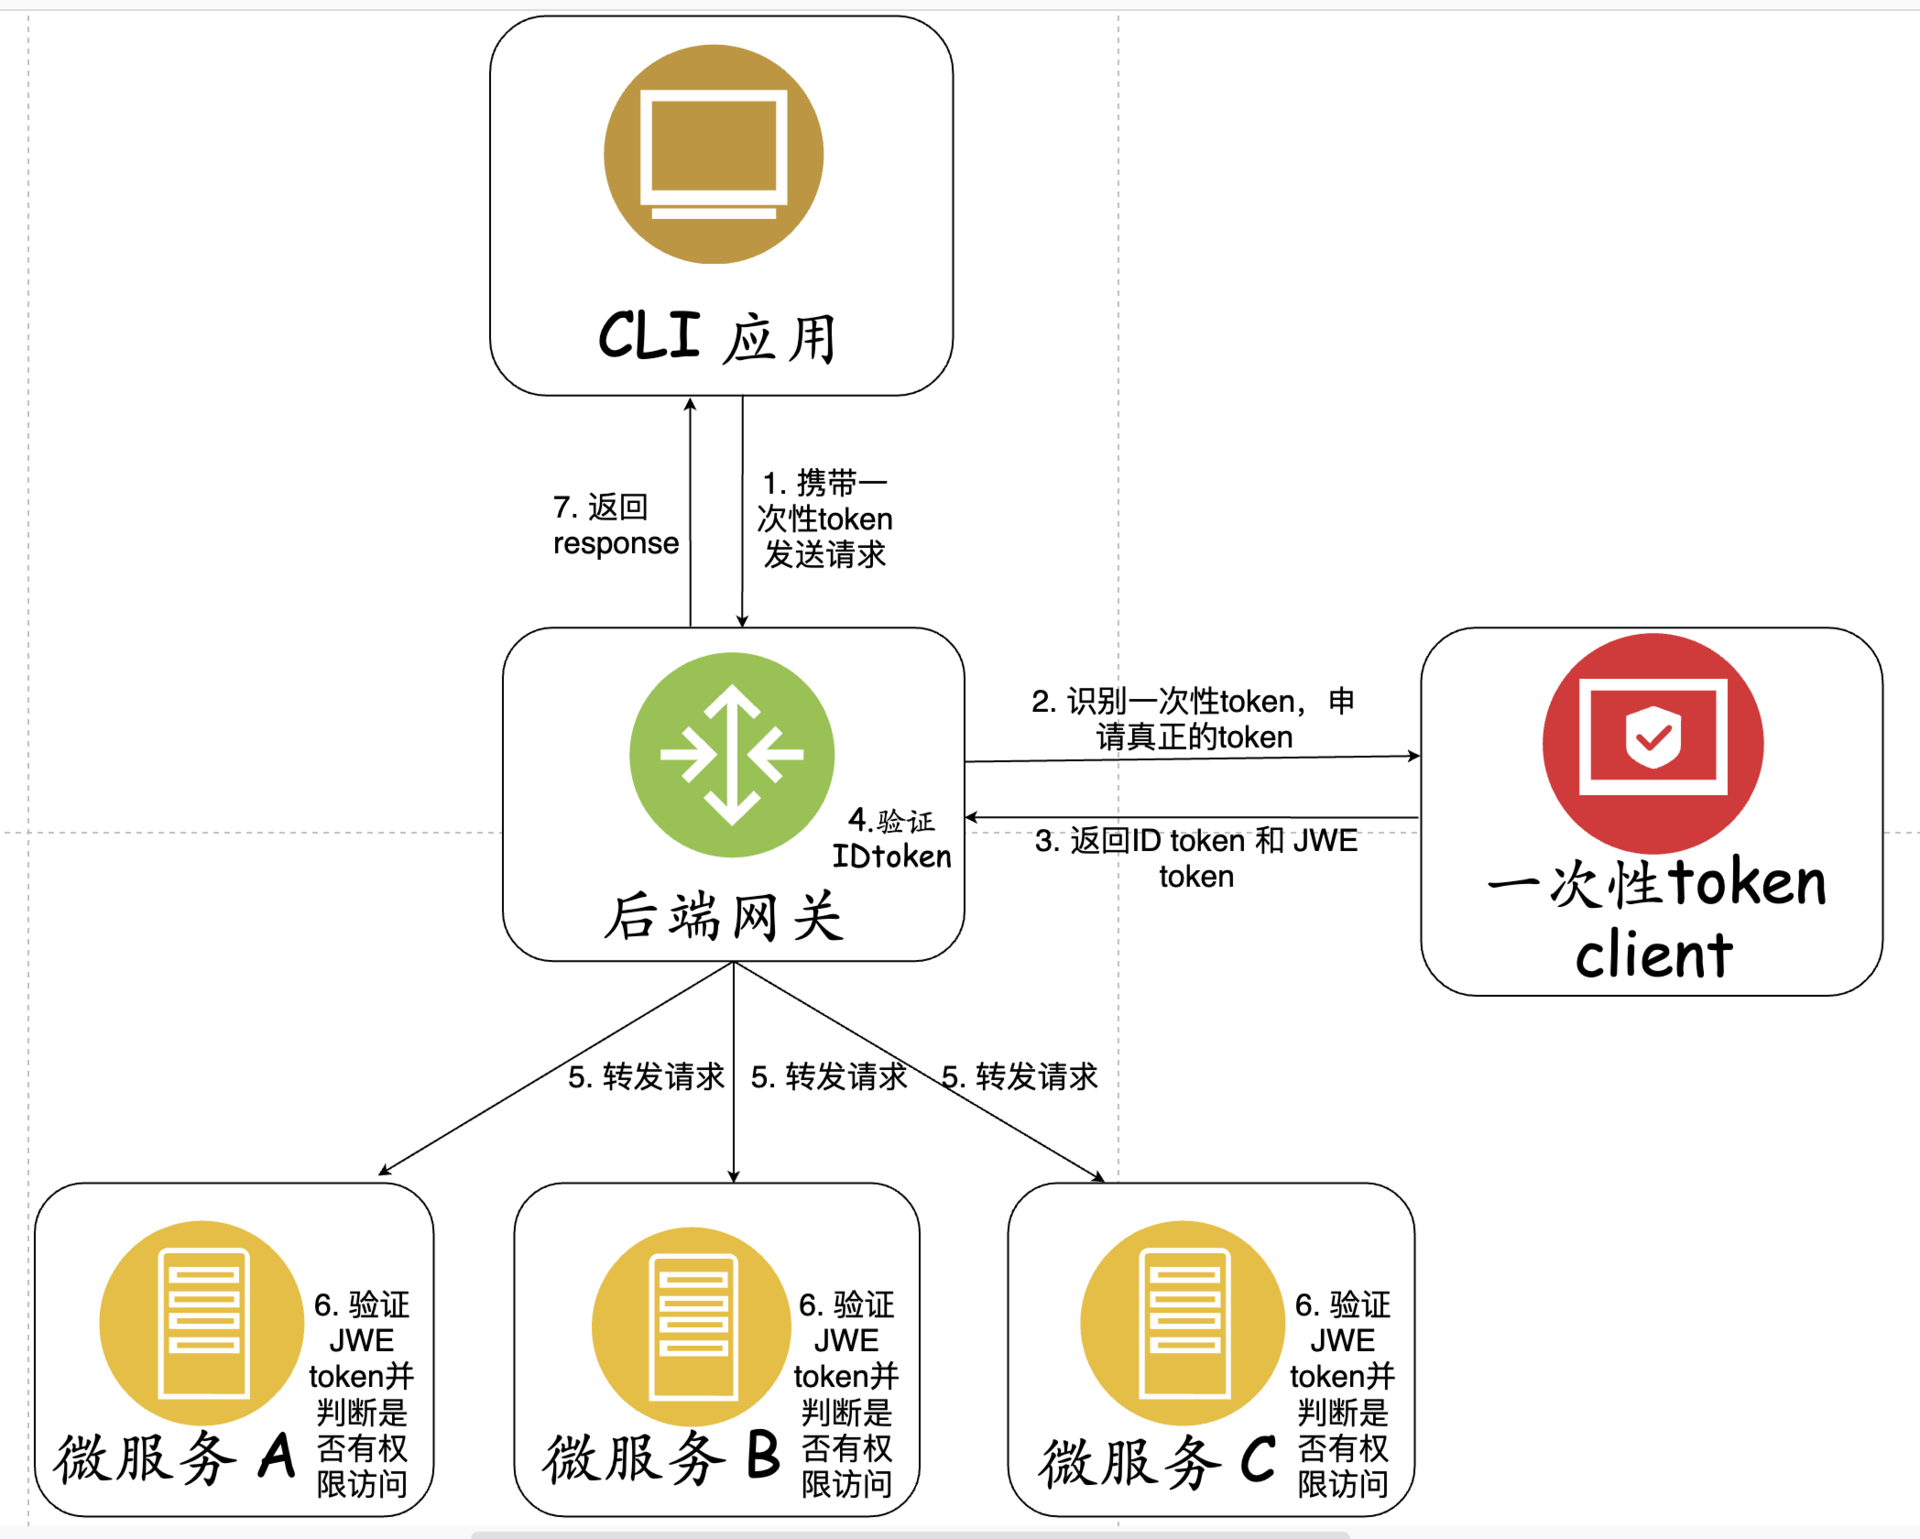 CLI 应用
7. 返回
response
1. 携带一
次性token
发送请求
2. 识别一次性token，申
请真正的token
3. 返回ID token 和 JWE
token
4.验证
IDtoken
后端网关
一次性token
client
5. 转发请求
5. 转发请求
5. 转发请求
6. 验证
JWE
token并
判断是
否有权
限访问
微服务 A
6. 验证
JWE
token并
判断是
否有权
限访问
微服务 B
6. 验证
JWE
token并
判断是
否有权
限访问
微服务 C